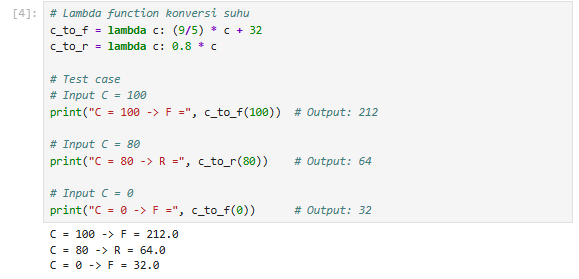 [4]: # Lambda function konversi suhu
c_to_f = lambda c: (9/5) * c + 32
c_to_r = lambda c: 0.8 * c
# Test case
# Input C = 100
print("C = 100 -> F =", c_to_f(100))  # Output: 212
# Input C = 80
print("C = 80 -> R =", c_to_r(80))    # Output: 64
# Input C = 0
print("C = 0 -> F =", c_to_f(0))      # Output: 32
C = 100 -> F = 212.0
C = 80 -> R = 64.0
C = 0 -> F = 32.0